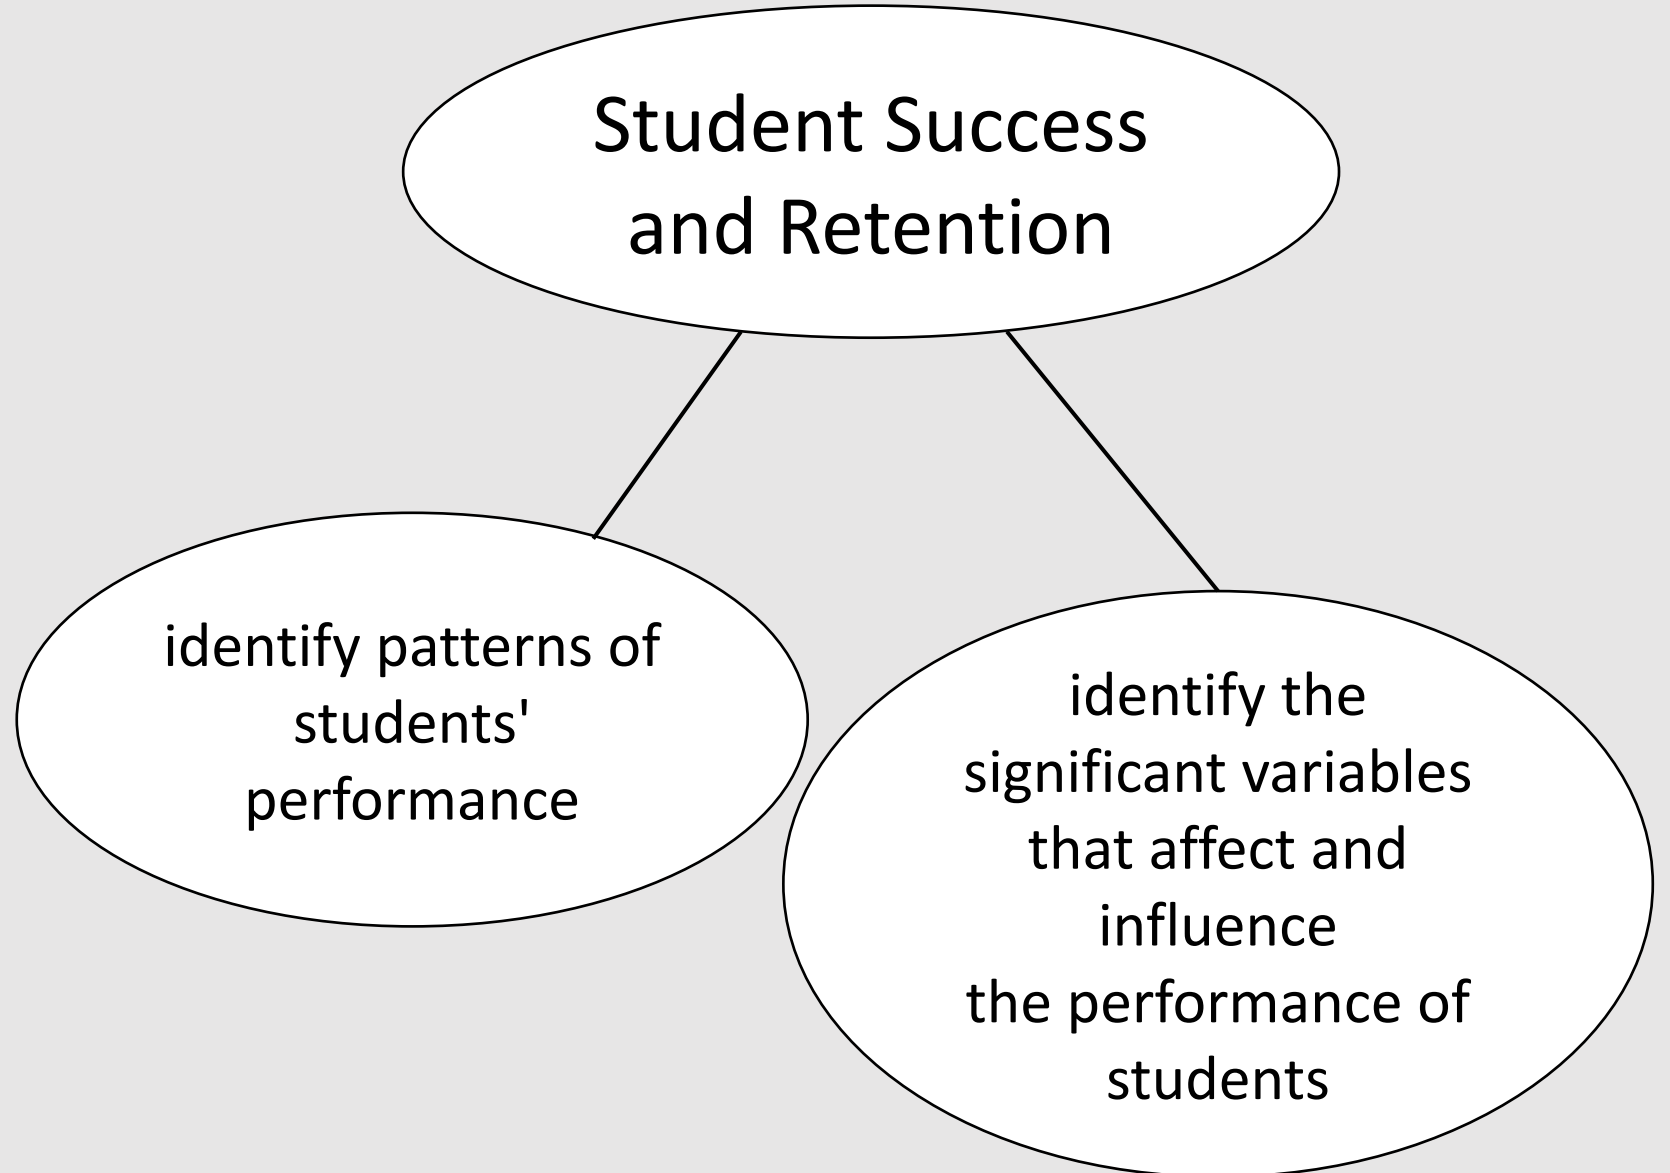 Student Success
and Retention
identify patterns of
students'
performance
identify the
significant variables
that affect and
influence
the performance of
students